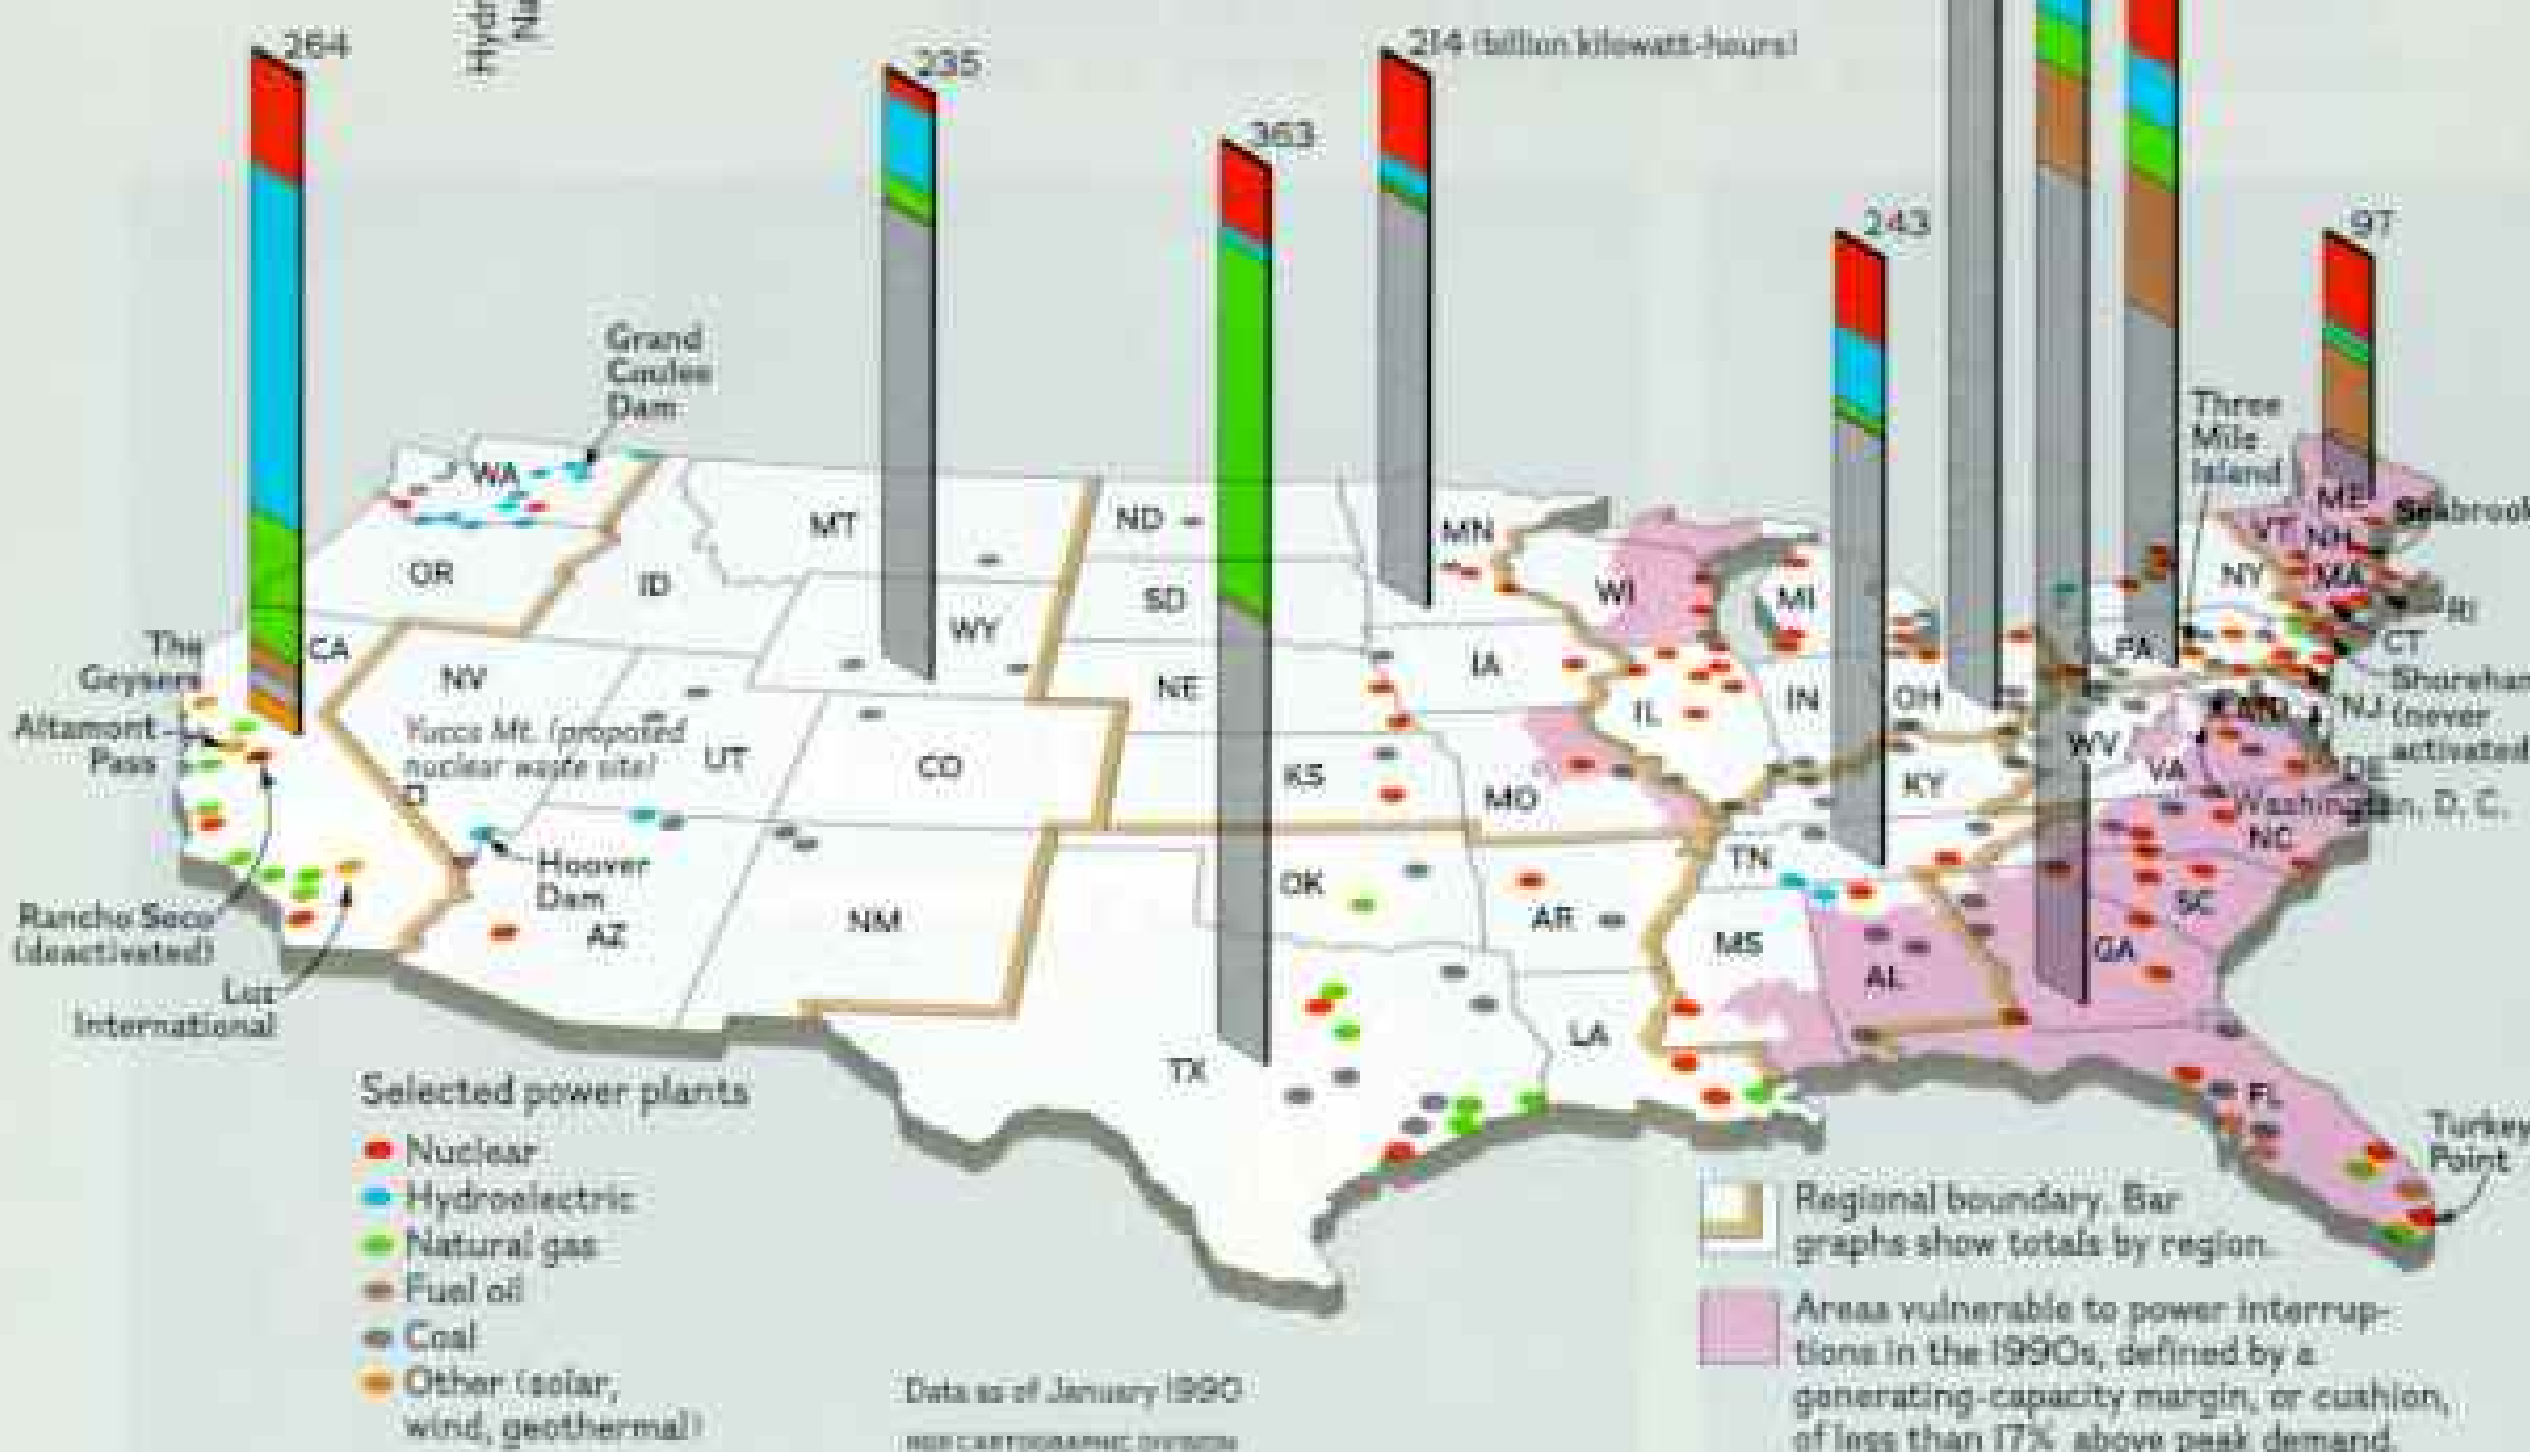 Hydr
Na
264
235
363
214 (billion kilowatt-hours)
243
97
Grand
Coulee
Dam
Three
Mile
Island
WA
MT
ND
MN
ME
Seabrook
VT
NH
OR
ID
SD
WI
MI
NY
MA
RI
The
Geysers
CA
WY
IA
PA
CT
NV
NE
IL
IN
OH
NJ
Shoreham
(never
activated
Altamont
Pass
Yucca Mt. (proposed
nuclear waste site)
UT
CO
KS
MO
KY
WV
VA
DE
Washington, D. C.
Hoover
Dam
OK
TN
NC
Rancho Seco
(deactivated)
AZ
NM
AR
MS
AL
GA
SC
Luz
International
TX
LA
FL
Turkey
Point
Selected power plants
Nuclear
Hydroelectric
Natural gas
Fuel oil
Coal
Other (solar,
wind, geothermal)
Data as of January 1990
NGP CARTOGRAPHIC DIVISION
Regional boundary. Bar
graphs show totals by region.
Areas vulnerable to power interrup-
tions in the 1990s, defined by a
generating-capacity margin, or cushion,
of less than 17% above peak demand.